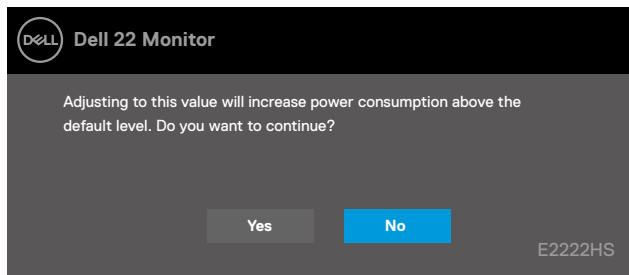 DELL Dell 22 Monitor
Adjusting to this value will increase power consumption above the
default level. Do you want to continue?
Yes No
E2222HS